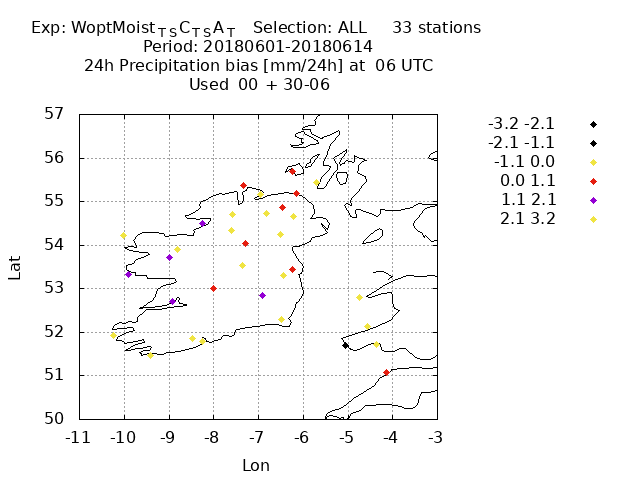 Exp: WoptMoist_TS C_TS A_T   Selection: ALL     33 stations
Period: 20180601-20180614
24h Precipitation bias [mm/24h] at  06 UTC
Used  00 + 30-06
-3.2 -2.1
-2.1 -1.1
-1.1 0.0
0.0 1.1
1.1 2.1
2.1 3.2
57
56
55
54
53
52
51
50
Lat
-11 -10 -9 -8 -7 -6 -5 -4 -3
Lon